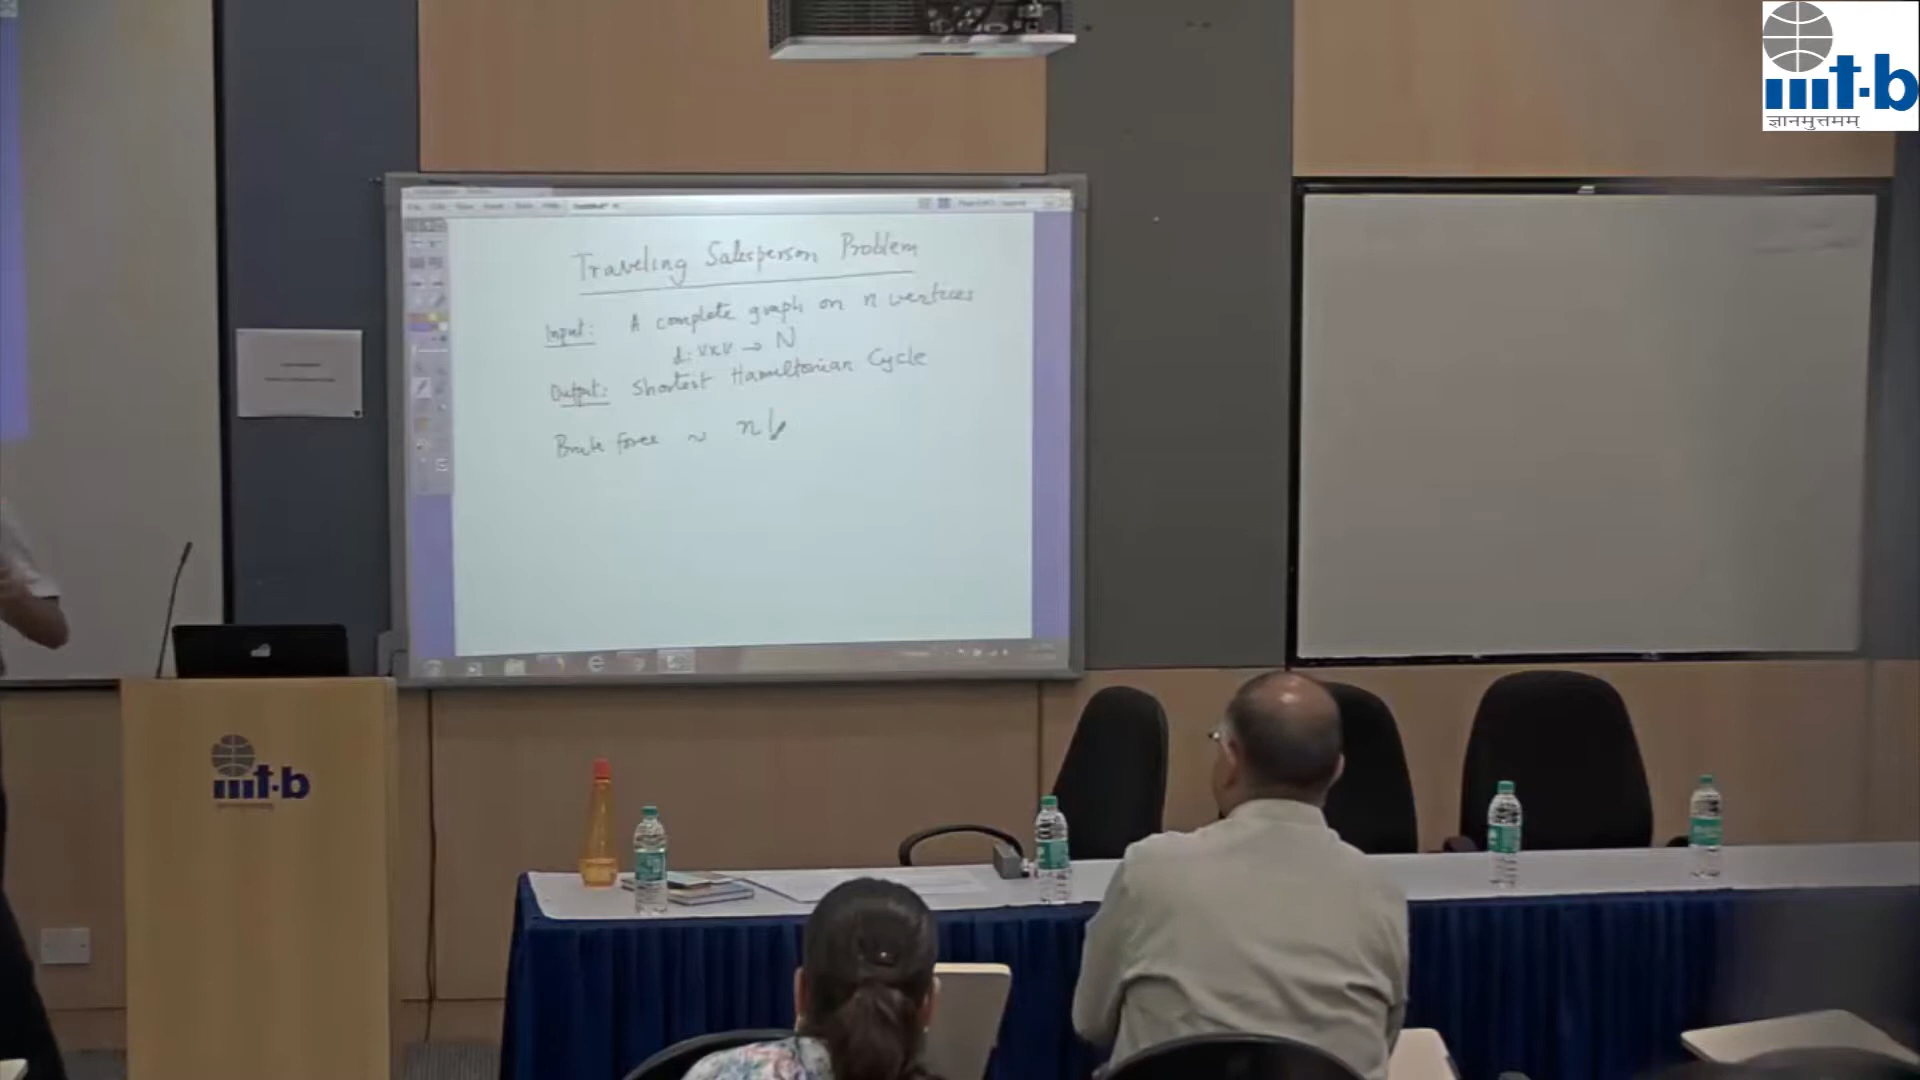 iiit-b
ज्ञानमुत्तमम्
Traveling Salesperson Problem
Input: A complete graph on n vertices
d: V×V → N
Output: Shortest Hamiltonian Cycle
Brute force ~ n!
iiit-b